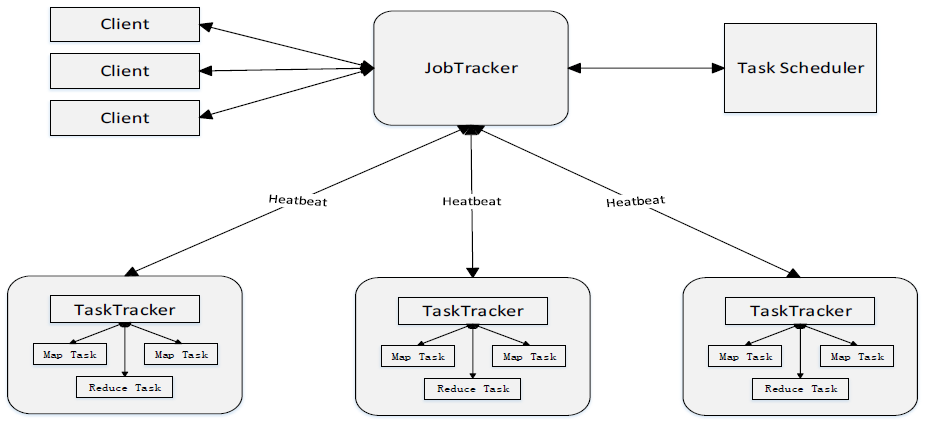 Client
Client
Client
JobTracker
Task Scheduler
Heatbeat
Heatbeat
Heatbeat
TaskTracker
Map Task
Map Task
Reduce Task
TaskTracker
Map Task
Map Task
Reduce Task
TaskTracker
Map Task
Map Task
Reduce Task